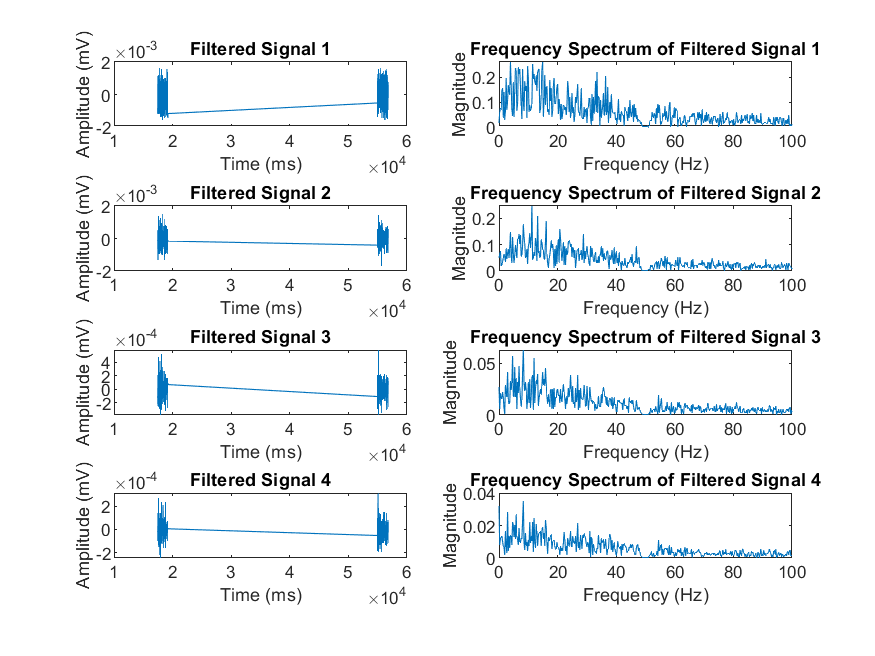 Filtered Signal 1
×10-3
Amplitude (mV)
2
0
-2
1 2 3 4 5 6
Time (ms)
×104
Frequency Spectrum of Filtered Signal 1
Magnitude
0.2
0.1
0
0 20 40 60 80 100
Frequency (Hz)
Filtered Signal 2
×10-3
Amplitude (mV)
2
0
-2
1 2 3 4 5 6
Time (ms)
×104
Frequency Spectrum of Filtered Signal 2
Magnitude
0.2
0.1
0
0 20 40 60 80 100
Frequency (Hz)
Filtered Signal 3
×10-4
Amplitude (mV)
4
2
0
-2
1 2 3 4 5 6
Time (ms)
×104
Frequency Spectrum of Filtered Signal 3
Magnitude
0.05
0
0 20 40 60 80 100
Frequency (Hz)
Filtered Signal 4
×10-4
Amplitude (mV)
2
0
-2
1 2 3 4 5 6
Time (ms)
×104
Frequency Spectrum of Filtered Signal 4
Magnitude
0.04
0.02
0
0 20 40 60 80 100
Frequency (Hz)